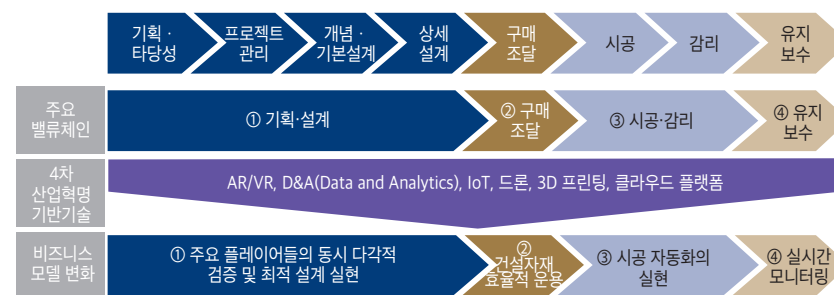 기획·
타당성
프로젝트
관리
개념·
기본설계
상세
설계
구매
조달
시공
감리
유지
보수
주요
밸류체인
① 기획·설계
② 구매
조달
③ 시공·감리
④ 유지
보수
4차
산업혁명
기반기술
AR/VR, D&A(Data and Analytics), IoT, 드론, 3D 프린팅, 클라우드 플랫폼
비즈니스
모델 변화
① 주요 플레이어들의 동시 다각적
검증 및 최적 설계 실현
②
건설자재
효율적 운용
③ 시공 자동화의
실현
④ 실시간
모니터링